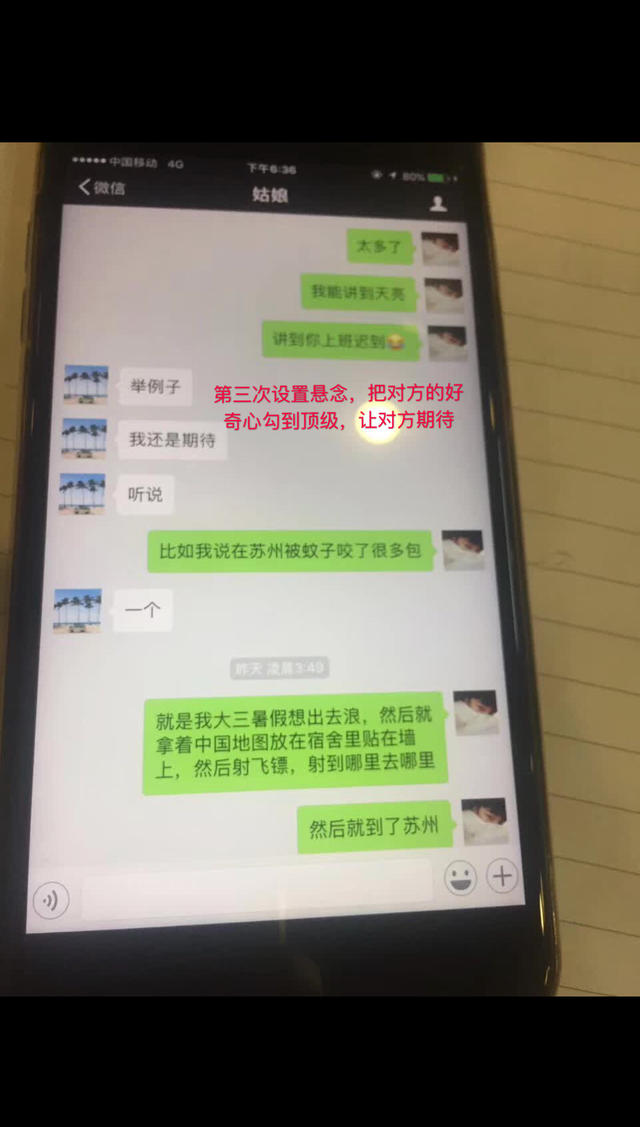 中国移动 4G
下午6:36
80%
微信
姑娘
太多了
我能讲到天亮
讲到你上班迟到😂
举例子
第三次设置悬念，把对方的好
奇心勾到顶级，让对方期待
我还是期待
听说
比如我说在苏州被蚊子咬了很多包
一个
昨天 凌晨3:49
就是我大三暑假想出去浪，然后就
拿着中国地图放在宿舍里贴在墙
上，然后射飞镖，射到哪里去哪里
然后就到了苏州